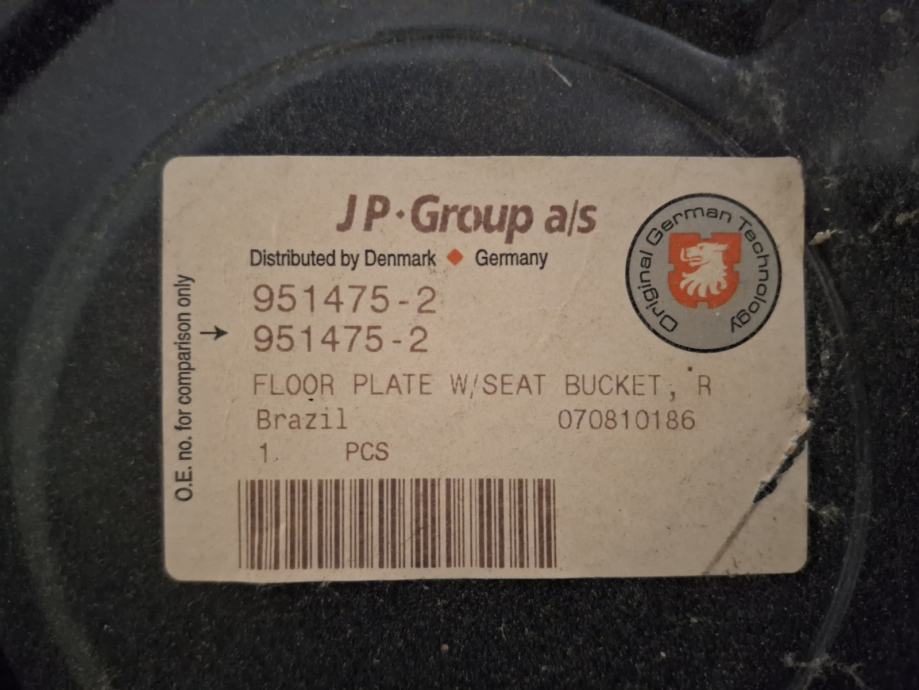 JP·Group a/s
Distributed by Denmark ◆ Germany
Original German Technology
951475-2
O.E. no. for comparison only →
951475-2
FLOOR PLATE W/SEAT BUCKET, R
Brazil 070810186
1 PCS